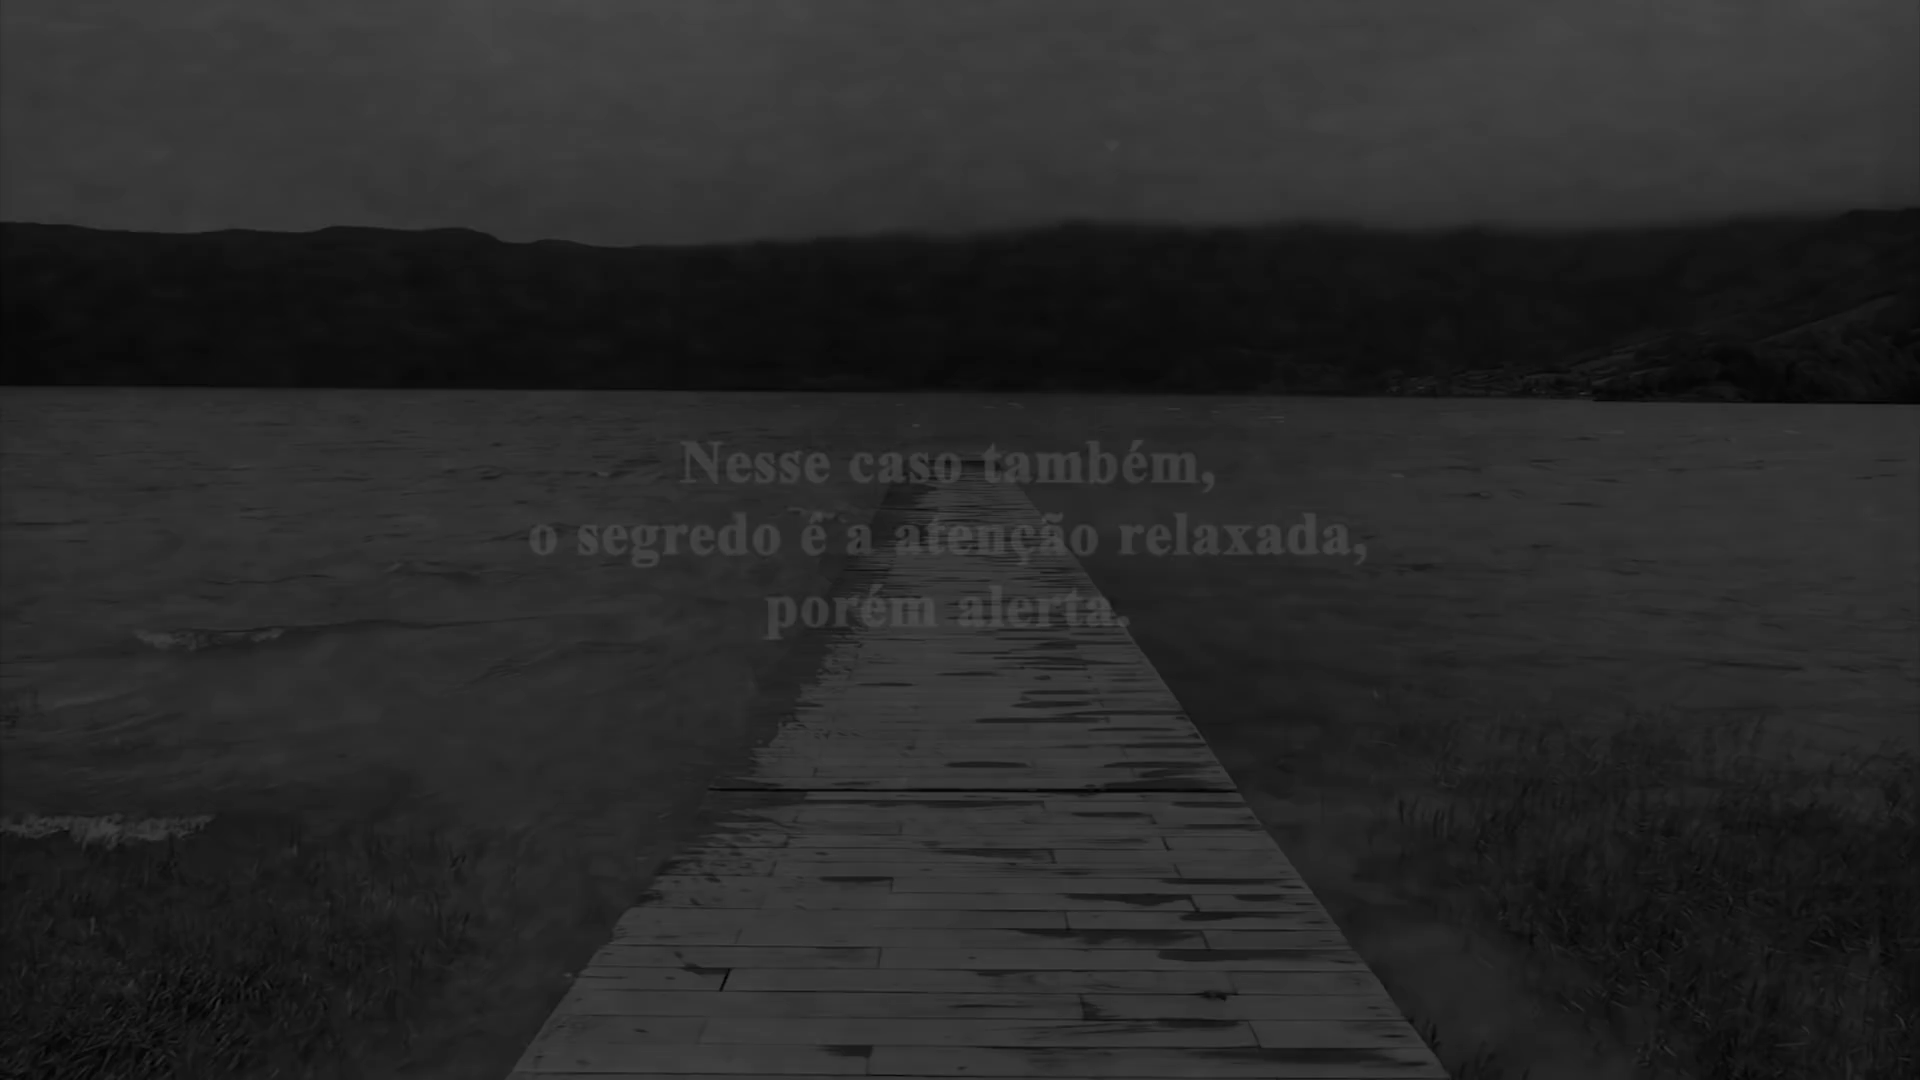 Nesse caso também,
o segredo é a atenção relaxada,
porém alerta.